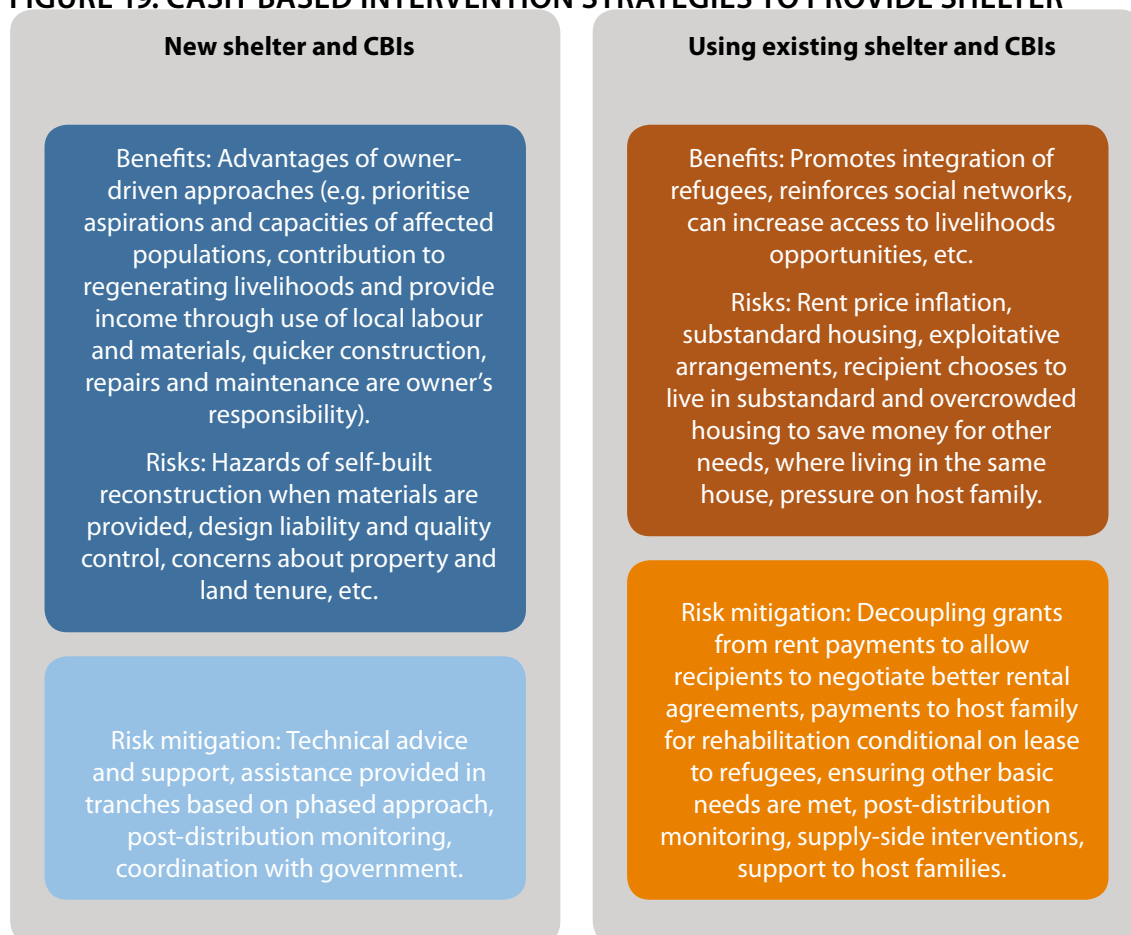 FIGURE 19. CASH-BASED INTERVENTION STRATEGIES TO PROVIDE SHELTER
New shelter and CBIs
Benefits: Advantages of owner-
driven approaches (e.g. prioritise
aspirations and capacities of affected
populations, contribution to
regenerating livelihoods and provide
income through use of local labour
and materials, quicker construction,
repairs and maintenance are owner’s
responsibility).
Risks: Hazards of self-built
reconstruction when materials are
provided, design liability and quality
control, concerns about property and
land tenure, etc.
Risk mitigation: Technical advice
and support, assistance provided in
tranches based on phased approach,
post-distribution monitoring,
coordination with government.
Using existing shelter and CBIs
Benefits: Promotes integration of
refugees, reinforces social networks,
can increase access to livelihoods
opportunities, etc.
Risks: Rent price inflation,
substandard housing, exploitative
arrangements, recipient chooses to
live in substandard and overcrowded
housing to save money for other
needs, where living in the same
house, pressure on host family.
Risk mitigation: Decoupling grants
from rent payments to allow
recipients to negotiate better rental
agreements, payments to host family
for rehabilitation conditional on lease
to refugees, ensuring other basic
needs are met, post-distribution
monitoring, supply-side interventions,
support to host families.